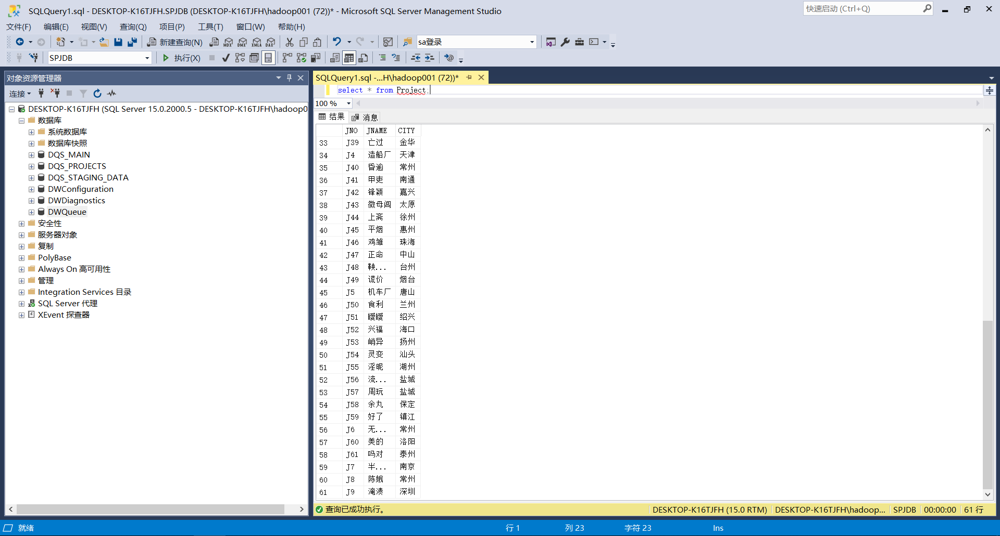 SQLQuery1.sql - DESKTOP-K16TJFH.SPJDB (DESKTOP-K16TJFH\hadoop001 (72))* - Microsoft SQL Server Management Studio
快速启动 (Ctrl+Q)
文件(F) 编辑(E) 视图(V) 查询(Q) 项目(P) 工具(T) 窗口(W) 帮助(H)
新建查询(N) MDX DMX XMLA DAX sa登录
SPJDB 执行(X)
对象资源管理器
连接
DESKTOP-K16TJFH (SQL Server 15.0.2000.5 - DESKTOP-K16TJFH\hadoop0
数据库
系统数据库
数据库快照
DQS_MAIN
DQS_PROJECTS
DQS_STAGING_DATA
DWConfiguration
DWDiagnostics
DWQueue
安全性
服务器对象
复制
PolyBase
Always On 高可用性
管理
Integration Services 目录
SQL Server 代理
XEvent 探查器
SQLQuery1.sql -...H\hadoop001 (72))*
select * from Project;
100 %
结果 消息
JNO JNAME CITY
33 J39 亡过 金华
34 J4 造船厂 天津
35 J40 昏逾 常州
36 J41 甲吏 南通
37 J42 锋颖 嘉兴
38 J43 微母闾 太原
39 J44 上斋 徐州
40 J45 平烟 惠州
41 J46 鸡雏 珠海
42 J47 正命 中山
43 J48 鞅... 台州
44 J49 谎价 烟台
45 J5 机车厂 唐山
46 J50 食利 兰州
47 J51 嗳嗳 绍兴
48 J52 兴福 海口
49 J53 峭异 扬州
50 J54 灵变 汕头
51 J55 淫昵 湖州
52 J56 流... 盐城
53 J57 周玩 盐城
54 J58 余丸 保定
55 J59 好了 镇江
56 J6 无... 常州
57 J60 美的 洛阳
58 J61 吗对 泰州
59 J7 半... 南京
60 J8 陈娥 常州
61 J9 淹渍 深圳
查询已成功执行。 DESKTOP-K16TJFH (15.0 RTM) DESKTOP-K16TJFH\hadoop... SPJDB 00:00:00 61 行
就绪 行 1 列 23 字符 23 Ins